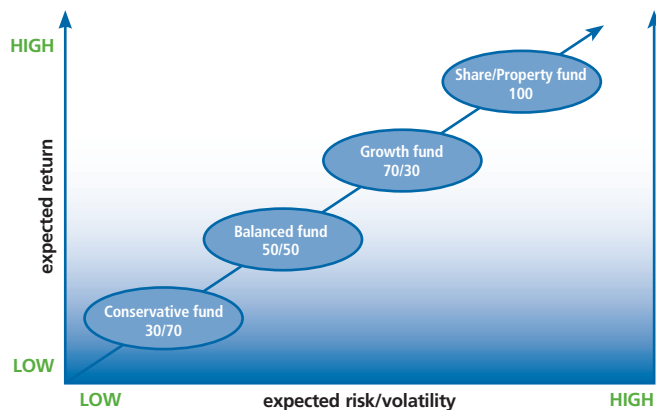 HIGH
Share/Property fund
100
Growth fund
70/30
expected return
Balanced fund
50/50
Conservative fund
30/70
LOW
LOW
expected risk/volatility
HIGH